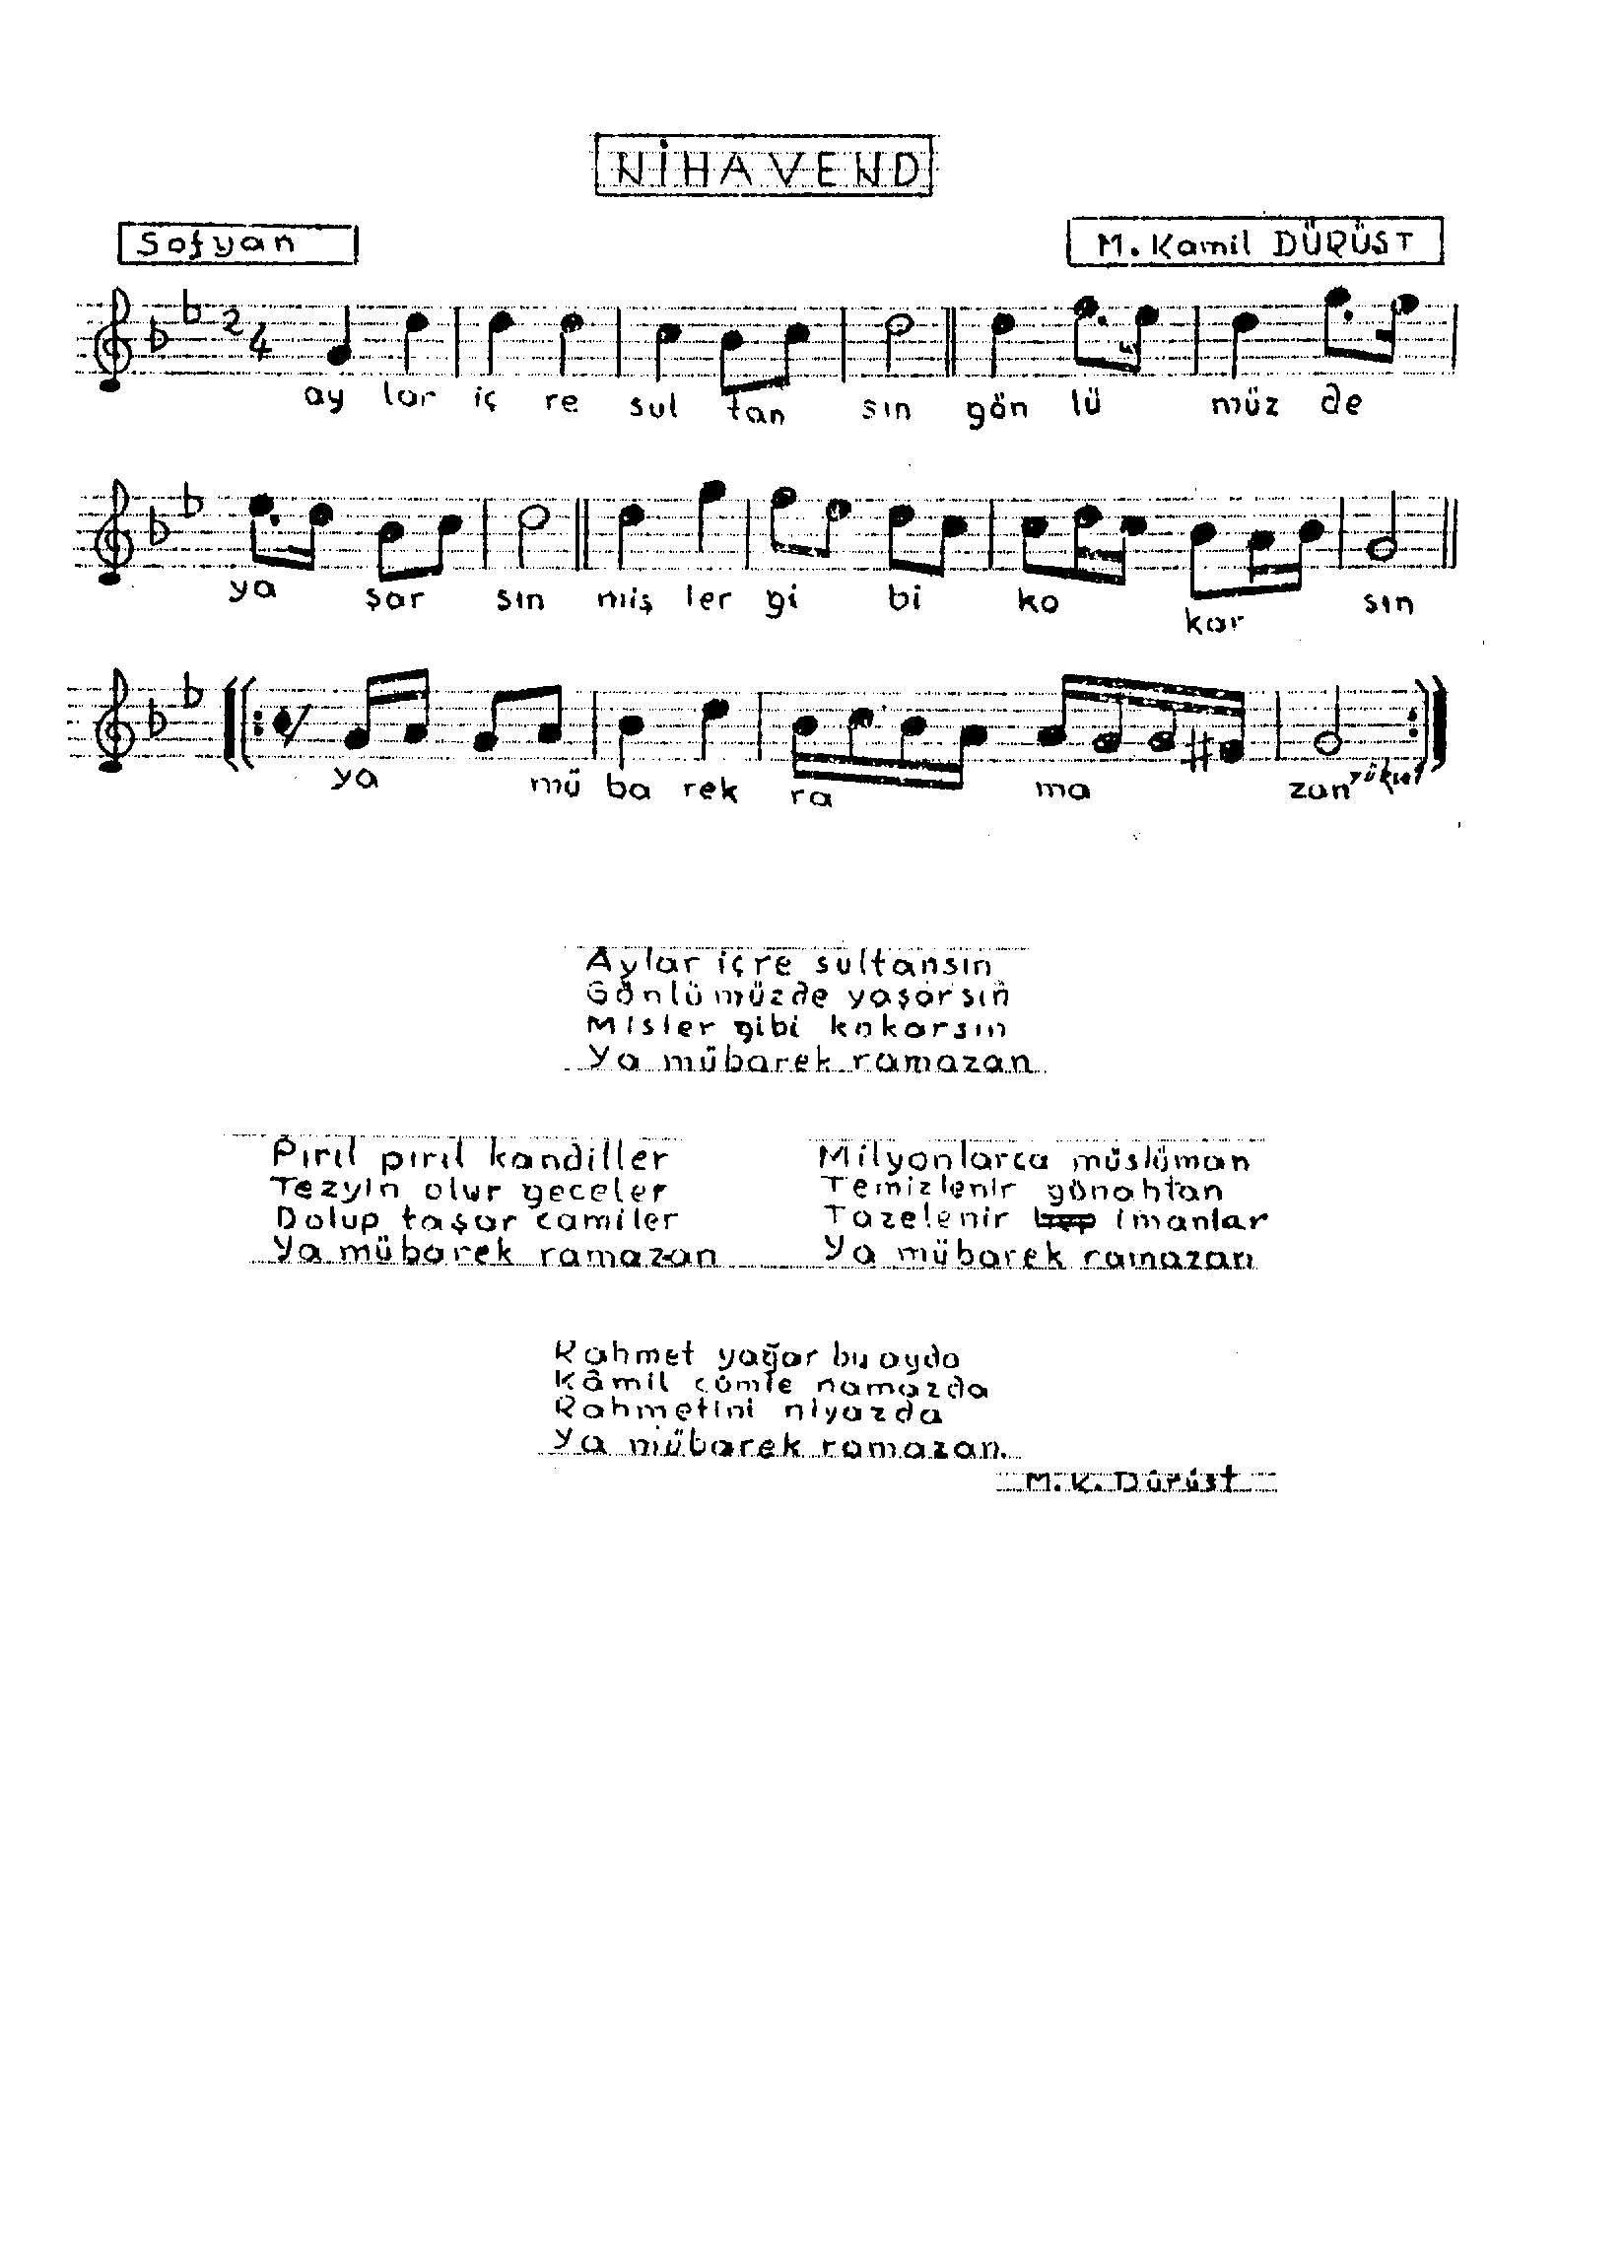 NİHAVEND
Sofyan
M. Kamil DÜRÜST
2 4
ay lar iç re sul tan sın gön lü müz de
ya şar sın mis ler gi bi ko kar sın
ya mü ba rek ra ma zan
Aylar içre sultansın
Gönlümüzde yaşarsın
Misler gibi kokarsın
Ya mübarek ramazan
Pırıl pırıl kandiller
Tezyin olur geceler
Dolup taşar camiler
Ya mübarek ramazan
Milyonlarca müslüman
Temizlenir günahtan
Tazelenir imanlar
Ya mübarek ramazan
Rahmet yağar bu ayda
Kâmil cümle namazda
Rahmetini niyazda
Ya mübarek ramazan.
M.K. Dürüst